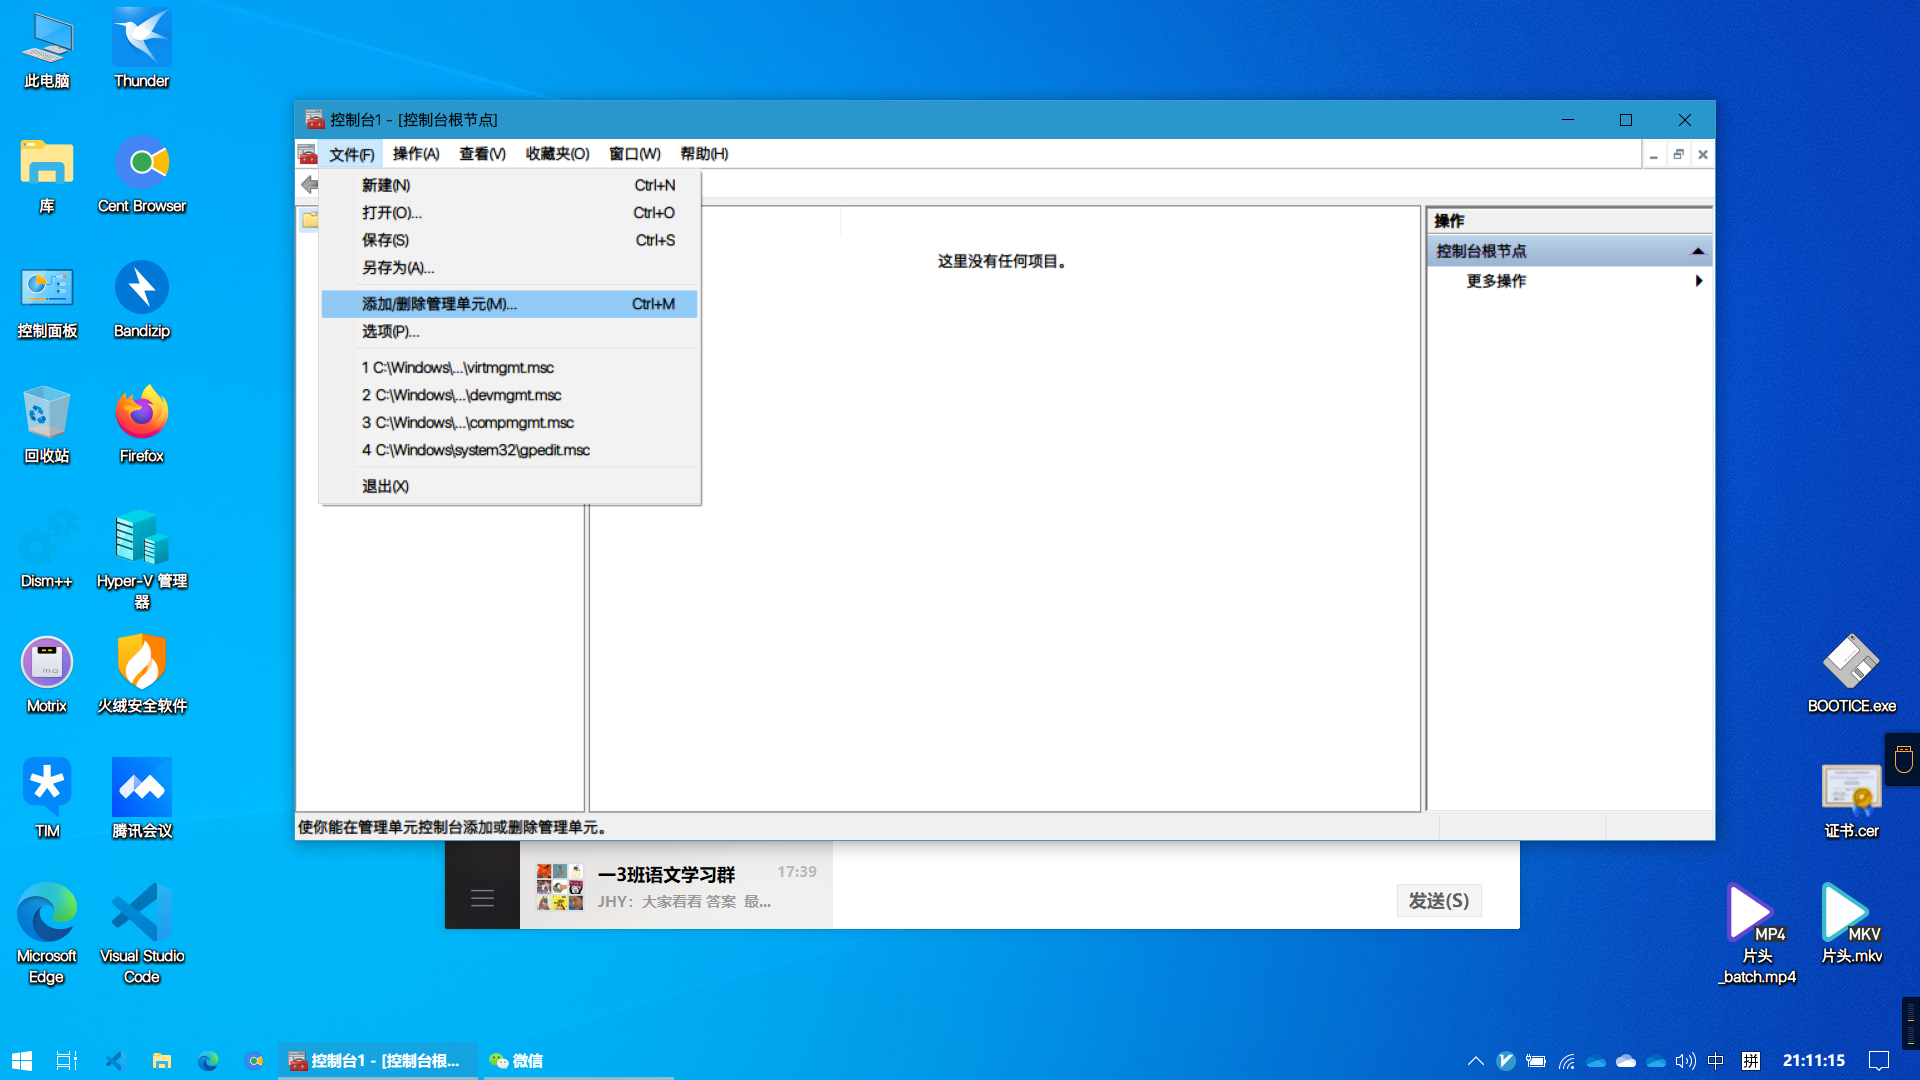 此电脑
Thunder
库
Cent Browser
控制面板
Bandizip
回收站
Firefox
Dism++
Hyper-V 管理
器
Motrix
火绒安全软件
TIM
腾讯会议
Microsoft
Edge
Visual Studio
Code
控制台1 - [控制台根节点]
文件(F) 操作(A) 查看(V) 收藏夹(O) 窗口(W) 帮助(H)
新建(N) Ctrl+N
打开(O)... Ctrl+O
保存(S) Ctrl+S
另存为(A)...
添加/删除管理单元(M)... Ctrl+M
选项(P)...
1 C:\Windows\...\virtmgmt.msc
2 C:\Windows\...\devmgmt.msc
3 C:\Windows\...\compmgmt.msc
4 C:\Windows\system32\gpedit.msc
退出(X)
这里没有任何项目。
操作
控制台根节点
更多操作
使你能在管理单元控制台添加或删除管理单元。
一3班语文学习群 17:39
JHY：大家看看 答案 最...
发送(S)
BOOTICE.exe
证书.cer
MP4
片头
_batch.mp4
MKV
片头.mkv
控制台1 - [控制台根...
微信
中
拼
21:11:15